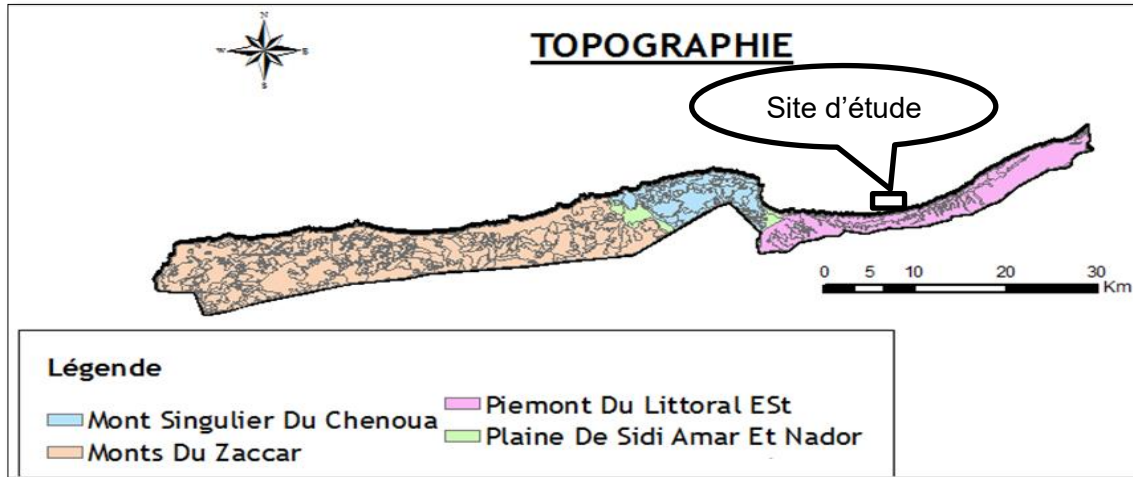 N
W
E
S
TOPOGRAPHIE
Site d'étude
0 5 10 20 30
Km
Légende
Mont Singulier Du Chenoua
Monts Du Zaccar
Piemont Du Littoral ESt
Plaine De Sidi Amar Et Nador